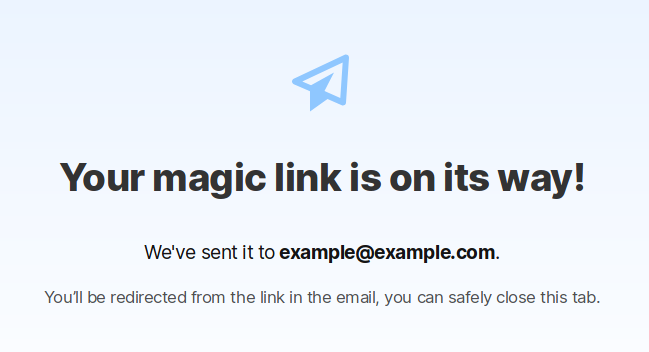 Your magic link is on its way!
We've sent it to example@example.com.
You’ll be redirected from the link in the email, you can safely close this tab.